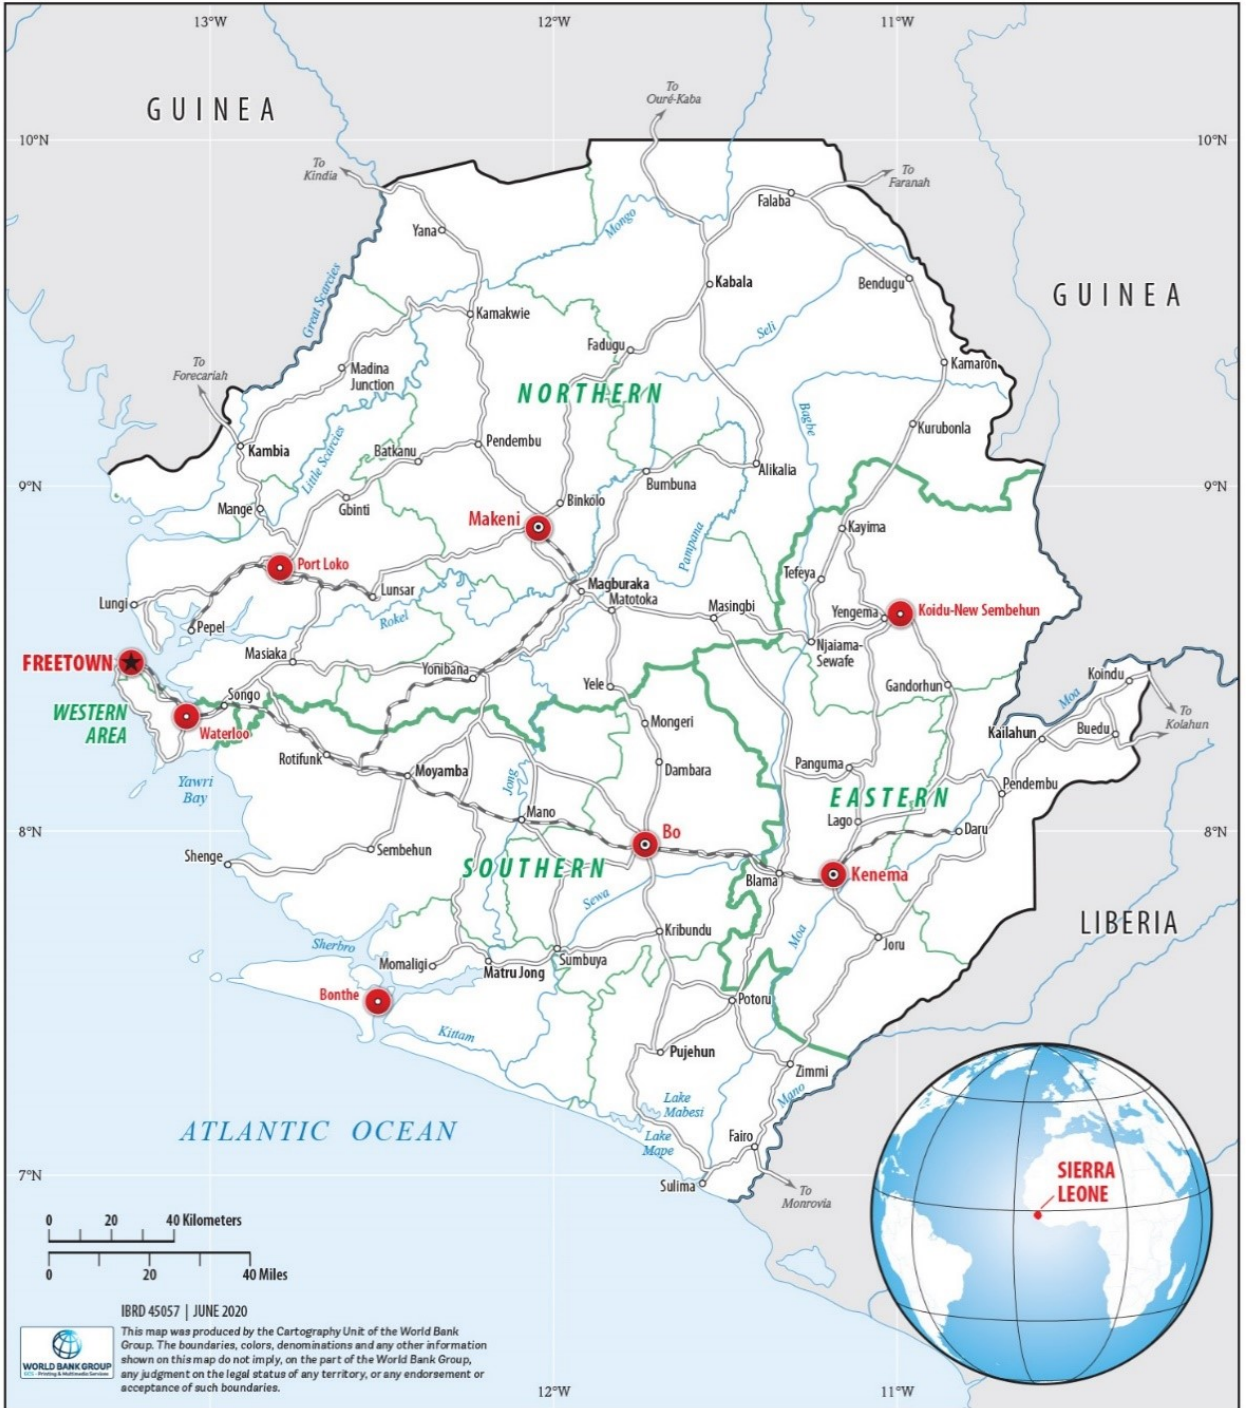 13°W
12°W
11°W
To
Ouré-Kaba
GUINEA
10°N
10°N
To
Kindia
To
Faranah
Falaba
Yana
Mongo
Great Scarcies
Kabala
Bendugu
GUINEA
Kamakwie
Seli
Fadugu
To
Forecariah
Madina
Junction
Kamaron
NORTHERN
Bagbe
Kurubonla
Kambia
Little Scarcies
Batkanu
Pendembu
Alikalia
9°N
9°N
Bumbuna
Mange
Gbinti
Binkolo
Makeni
Kayima
Pampana
Port Loko
Tefeya
Lunsar
Magburaka
Matotoka
Lungi
Masingbi
Yengema
Koidu-New Sembehun
Pepel
Rokel
Njaiama-
Sewafe
FREETOWN
Masiaka
Yonibana
Yele
Gandorhun
Koindu
Moa
Songo
WESTERN
AREA
Waterloo
Mongeri
To
Kolahun
Kailahun
Buedu
Rotifunk
Moyamba
Dambara
Panguma
Yawri
Bay
Jong
Pendembu
EASTERN
Mano
Lago
8°N
8°N
Bo
Daru
Shenge
Sembehun
SOUTHERN
Blama
Kenema
Sewa
LIBERIA
Kribundu
Moa
Joru
Sherbro
Momaligi
Matru Jong
Sumbuya
Bonthe
Potoru
Kittam
Pujehun
Zimmi
Mano
Lake
Mabesi
ATLANTIC OCEAN
Lake
Mape
Fairo
7°N
SIERRA
LEONE
Sulima
To
Monrovia
0 20 40 Kilometers
0 20 40 Miles
IBRD 45057 | JUNE 2020
This map was produced by the Cartography Unit of the World Bank
Group. The boundaries, colors, denominations and any other information
shown on this map do not imply, on the part of the World Bank Group,
any judgment on the legal status of any territory, or any endorsement or
acceptance of such boundaries.
WORLD BANK GROUP
GCS - Printing & Multimedia Services
12°W
11°W